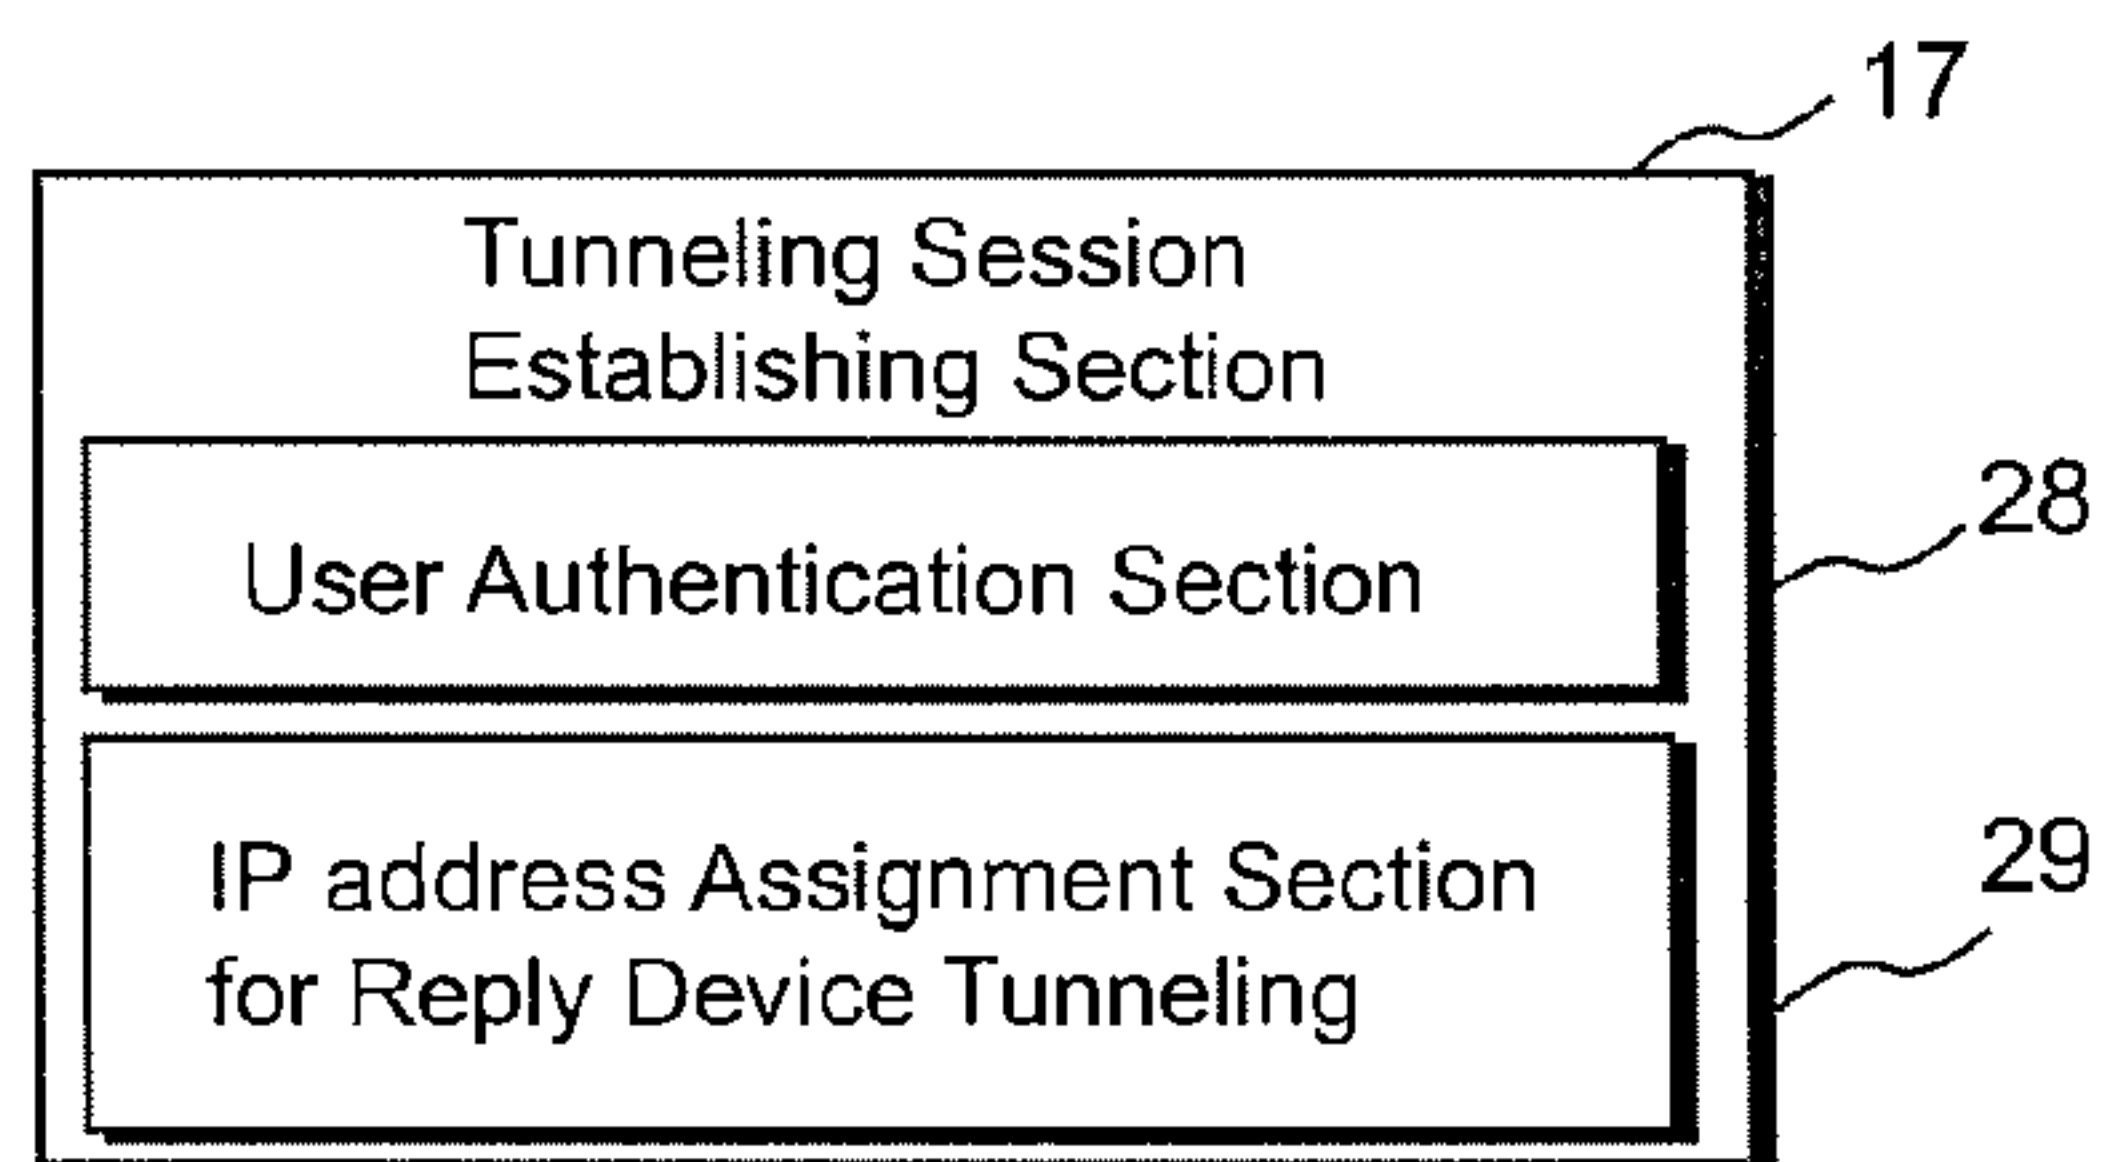 17
Tunneling Session
Establishing Section
28
User Authentication Section
29
IP address Assignment Section
for Reply Device Tunneling